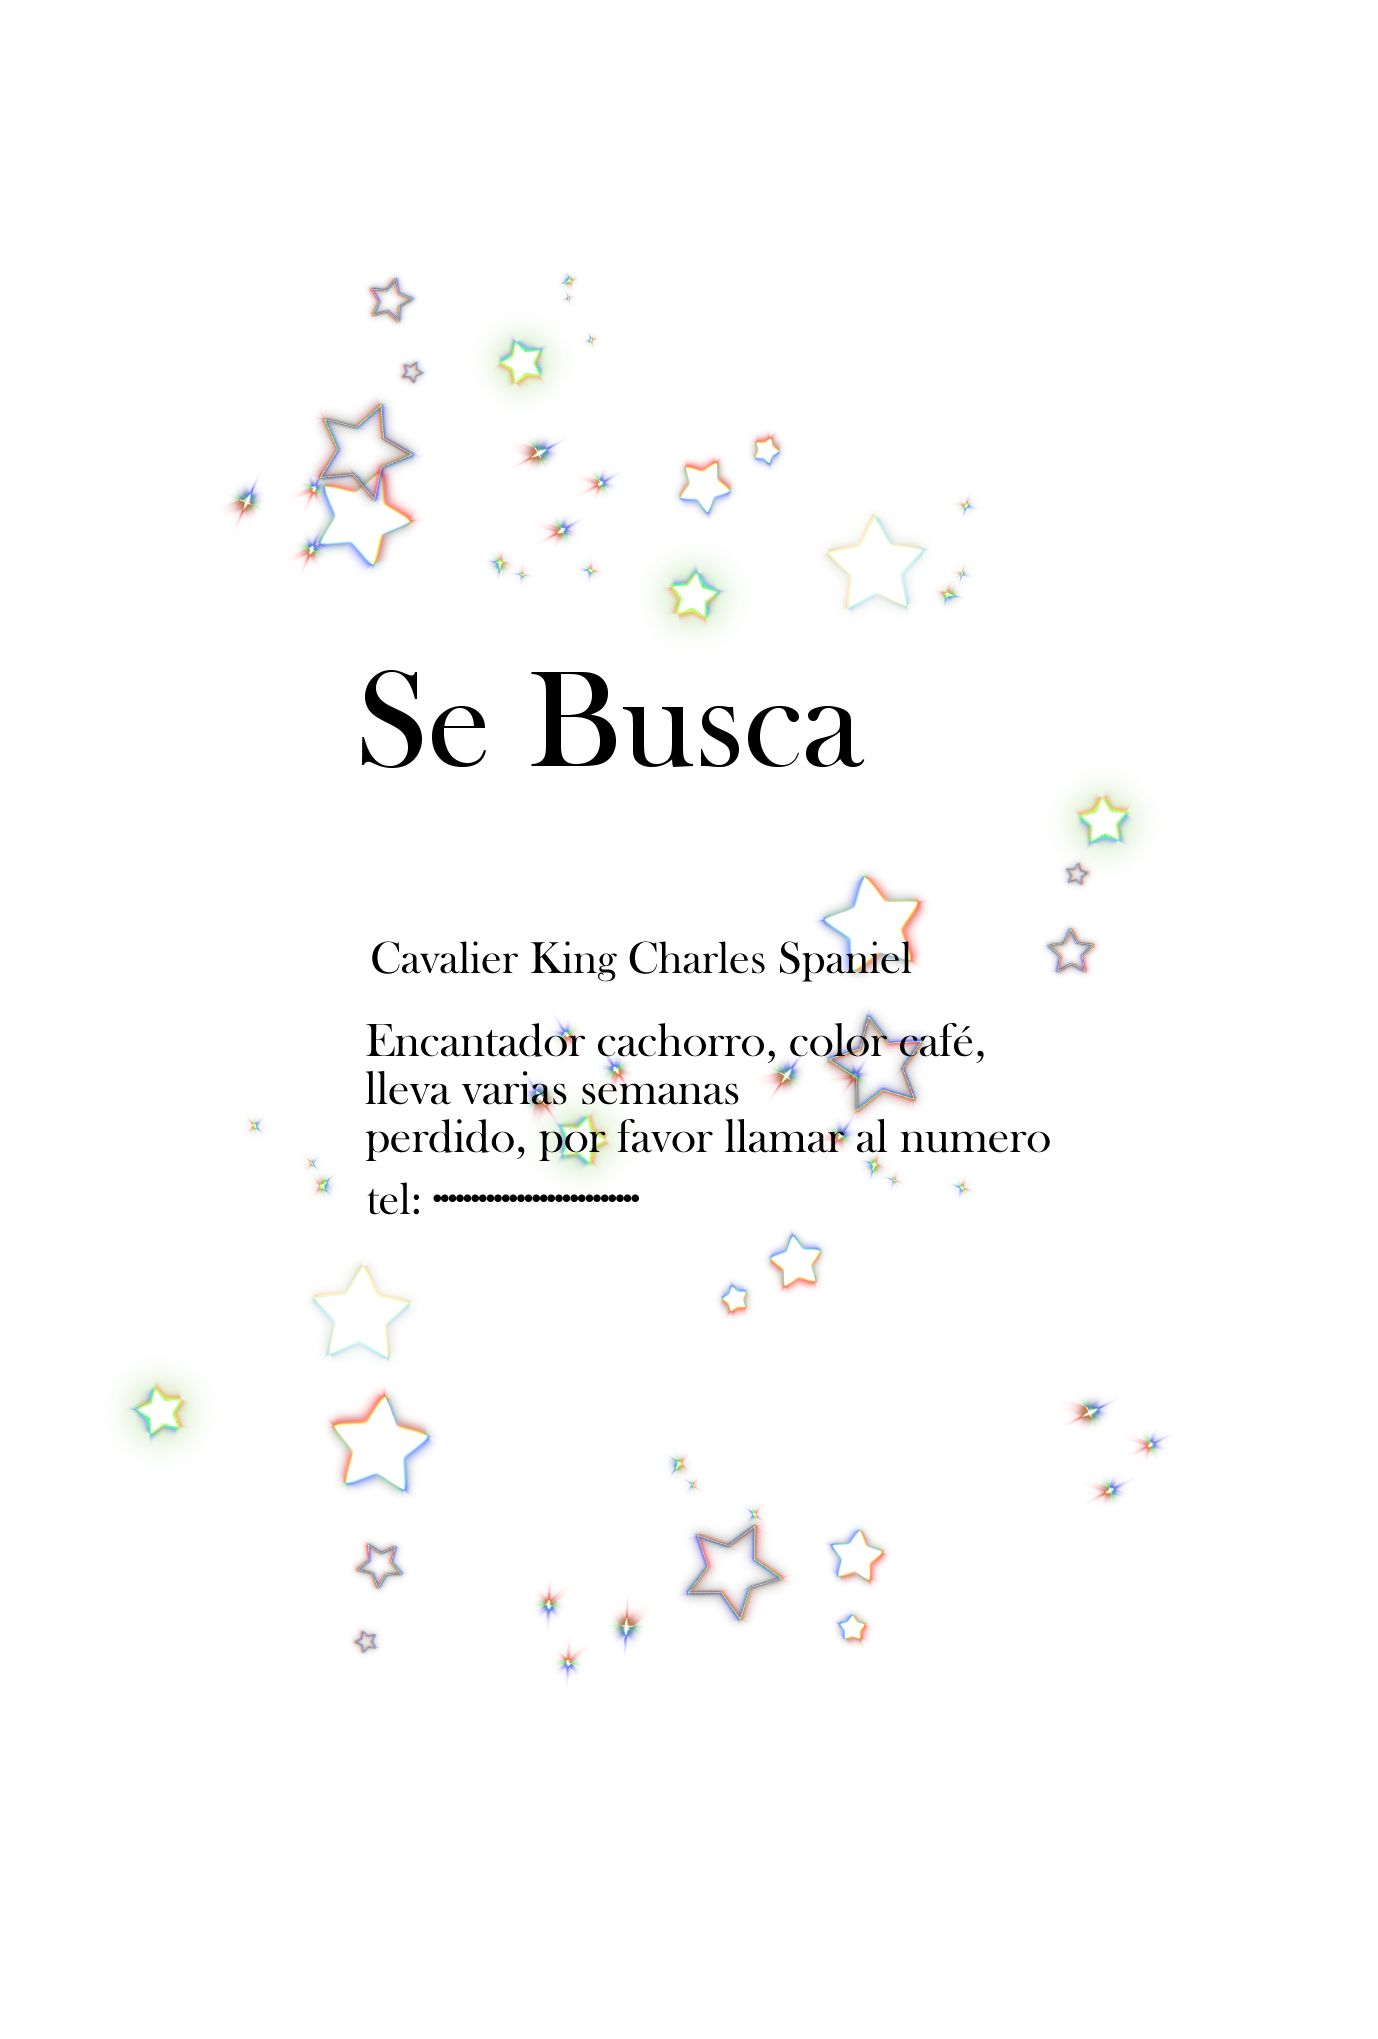 Se Busca
Cavalier King Charles Spaniel
Encantador cachorro, color café,
lleva varias semanas
perdido, por favor llamar al numero
tel: •••••••••••••••••••••••••••